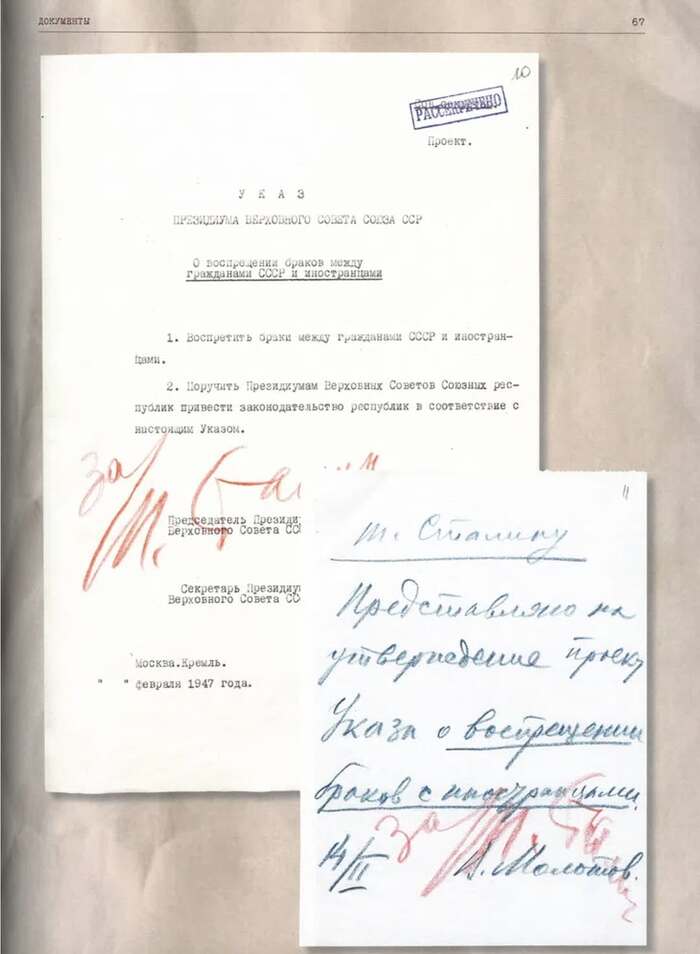 ДОКУМЕНТЫ
67
10
РАССЕКРЕЧЕНО
Проект.
У К А З
ПРЕЗИДИУМА ВЕРХОВНОГО СОВЕТА СОЮЗА ССР
О воспрещении браков между
гражданами СССР и иностранцами
1. Воспретить браки между гражданами СССР и иностран-
цами.
2. Поручить Президиумам Верховных Советов Союзных рес-
публик привести законодательство республик в соответствие с
настоящим Указом.
за
Председатель Президиу
Верховного Совета СС
Секретарь Президиум
Верховного Совета СС
Москва.Кремль.
" " февраля 1947 года.
11
т. Сталину
Представляю на
утверждение проект
Указа о воспрещении
браков с иностранцами.
за
14/II В. Молотов.